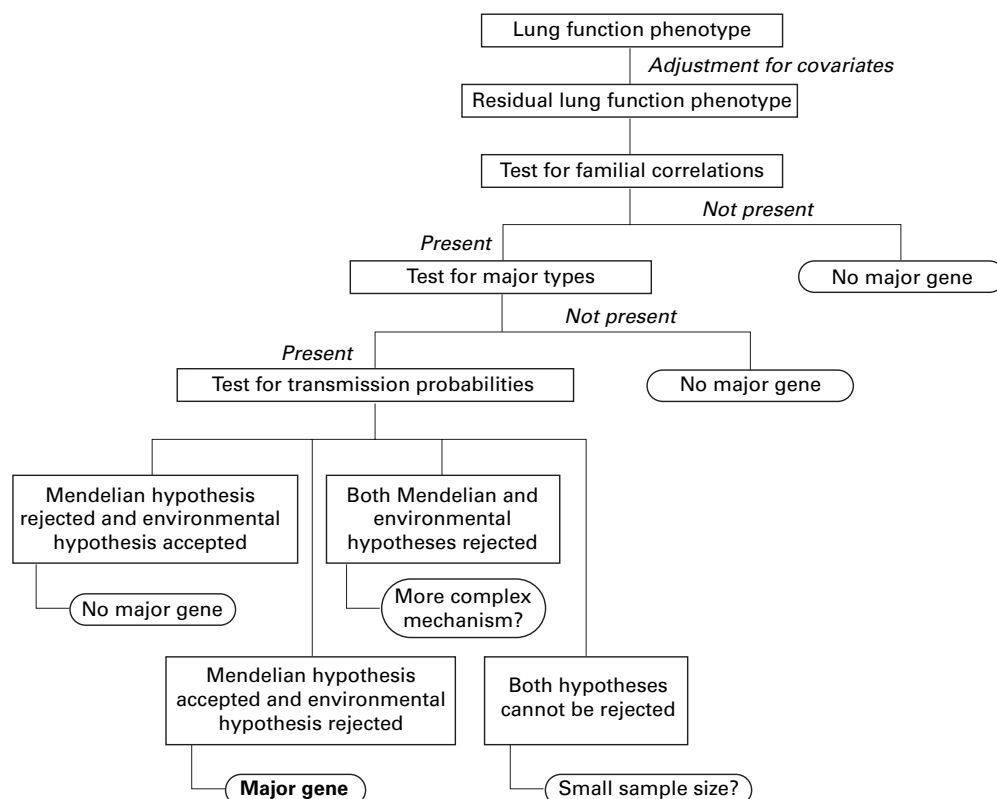 Lung function phenotype
Adjustment for covariates
Residual lung function phenotype
Test for familial correlations
Not present
Present
Test for major types
No major gene
Not present
Present
Test for transmission probabilities
No major gene
Mendelian hypothesis
rejected and environmental
hypothesis accepted
Both Mendelian and
environmental
hypotheses rejected
No major gene
More complex
mechanism?
Mendelian hypothesis
accepted and environmental
hypothesis rejected
Both hypotheses
cannot be rejected
Major gene
Small sample size?